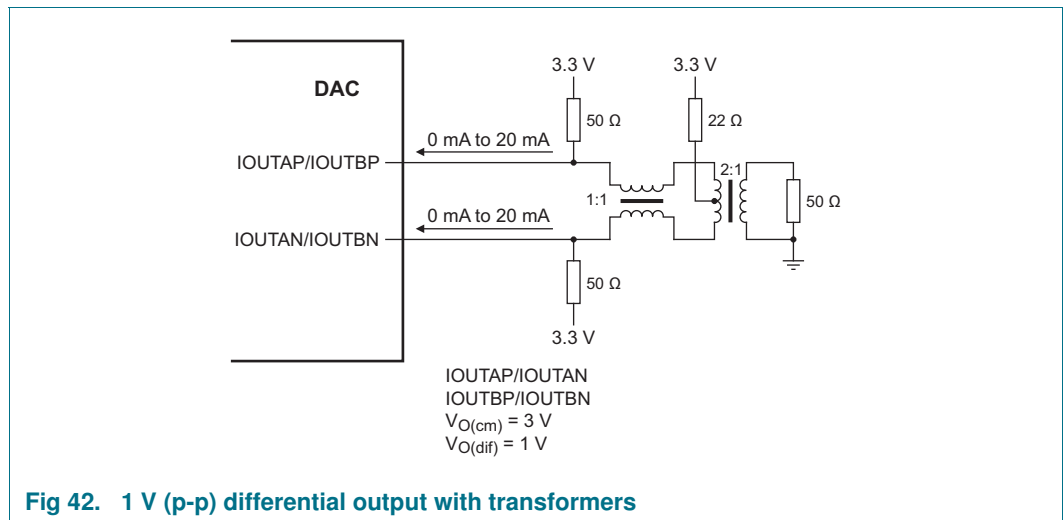 3.3 V 3.3 V
DAC
50 Ω 22 Ω
0 mA to 20 mA
IOUTAP/IOUTBP
2:1
1:1
50 Ω
0 mA to 20 mA
IOUTAN/IOUTBN
50 Ω
3.3 V
IOUTAP/IOUTAN
IOUTBP/IOUTBN
VO(cm) = 3 V
VO(dif) = 1 V
Fig 42. 1 V (p-p) differential output with transformers